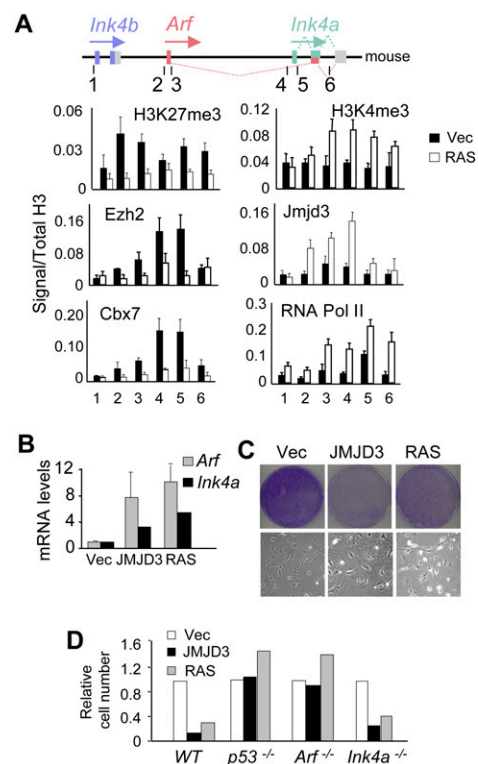 A
Ink4b Arf Ink4a
mouse
1 2 3 4 5 6
H3K27me3 H3K4me3
0.06 0.12
0.03 0.08
0.04
0 0
Vec
RAS
Ezh2 Jmjd3
0.16 0.16
0.08 0.08
0 0
Signal/Total H3
Cbx7 RNA Pol II
0.20 0.3
0.2
0.10 0.1
0 0
1 2 3 4 5 6 1 2 3 4 5 6
B
Arf
Ink4a
mRNA levels
12
8
4
0
Vec JMJD3 RAS
C
Vec JMJD3 RAS
D
Vec
JMJD3
RAS
Relative
cell number
1.6
1.2
0.8
0.4
0
WT p53 -/- Arf -/- Ink4a -/-